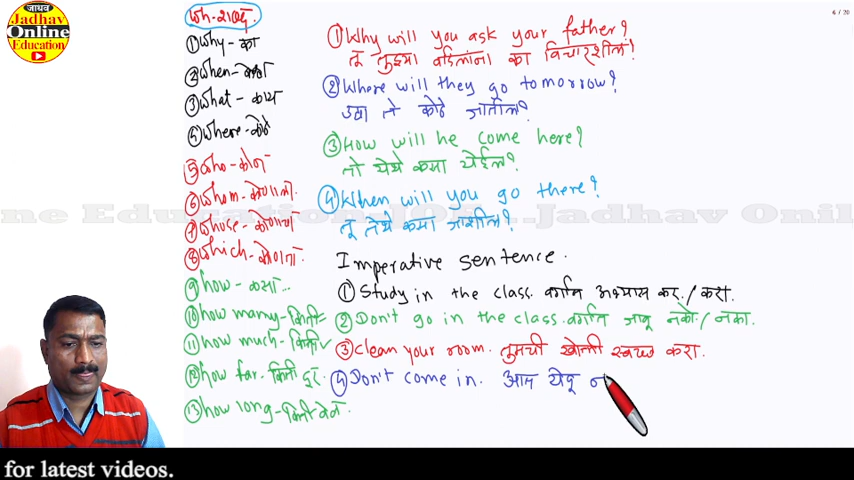 जाधव
Jadhav
Online
Education
6 / 20
Wh. शब्द.
① Why - का
② When - केव्हा
③ What - काय
④ Where - कोठे
⑤ Who - कोण
⑥ Whom - कोणाला.
⑦ Whose - कोणाचा
⑧ Which - कोणता.
⑨ how - कसा...
⑩ how many - किती=
⑪ how much - किती
⑫ how far - किती दूर
⑬ how long - किती वेळ
① Why will you ask your father?
तू तुझ्या वडिलांना का विचारशील?
② Where will they go tomorrow?
उद्या ते कोठे जातील?
③ How will he come here?
तो येथे कसा येईल?
④ When will you go there?
तू तेथे कसा जाशील?
Imperative sentence.
① Study in the class. वर्गात अभ्यास कर./करा.
② Don't go in the class. वर्गात जावू नको/नका.
③ Clean your room. तुमची खोली स्वच्छ करा.
④ Don't come in. आत येवू न
for latest videos.